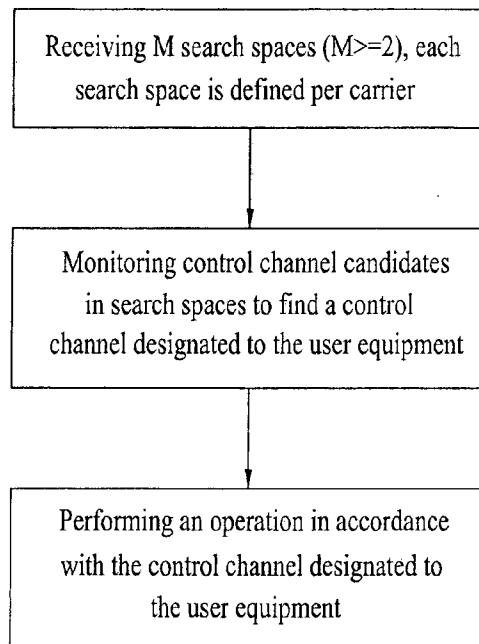 Receiving M search spaces (M>=2), each
search space is defined per carrier
Monitoring control channel candidates
in search spaces to find a control
channel designated to the user equipment
Performing an operation in accordance
with the control channel designated to
the user equipment